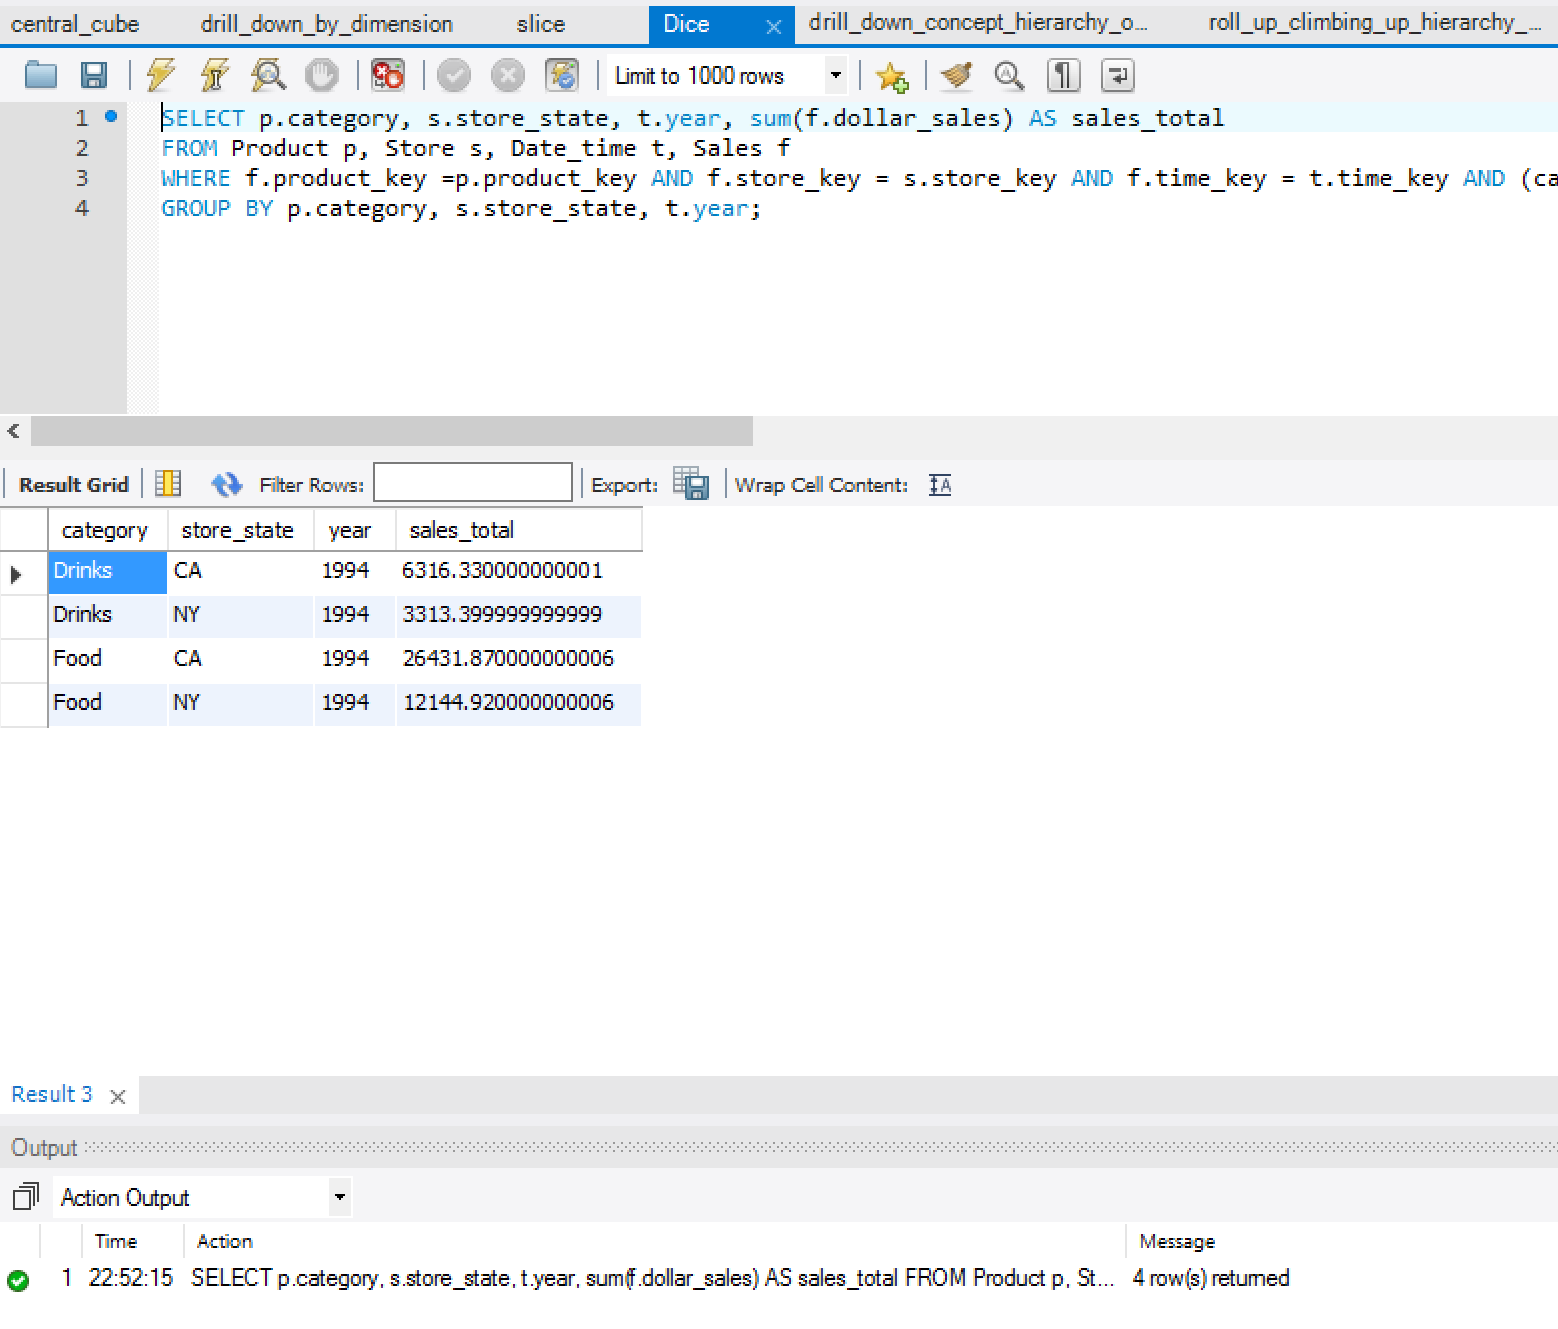 central_cube drill_down_by_dimension slice Dice drill_down_concept_hierarchy_o... roll_up_climbing_up_hierarchy_...
Limit to 1000 rows
1 SELECT p.category, s.store_state, t.year, sum(f.dollar_sales) AS sales_total
2 FROM Product p, Store s, Date_time t, Sales f
3 WHERE f.product_key =p.product_key AND f.store_key = s.store_key AND f.time_key = t.time_key AND (ca
4 GROUP BY p.category, s.store_state, t.year;
Result Grid Filter Rows: Export: Wrap Cell Content: IA
category store_state year sales_total
Drinks CA 1994 6316.330000000001
Drinks NY 1994 3313.399999999999
Food CA 1994 26431.870000000006
Food NY 1994 12144.920000000006
Result 3
Output
Action Output
Time Action Message
1 22:52:15 SELECT p.category, s.store_state, t.year, sum(f.dollar_sales) AS sales_total FROM Product p, St... 4 row(s) returned